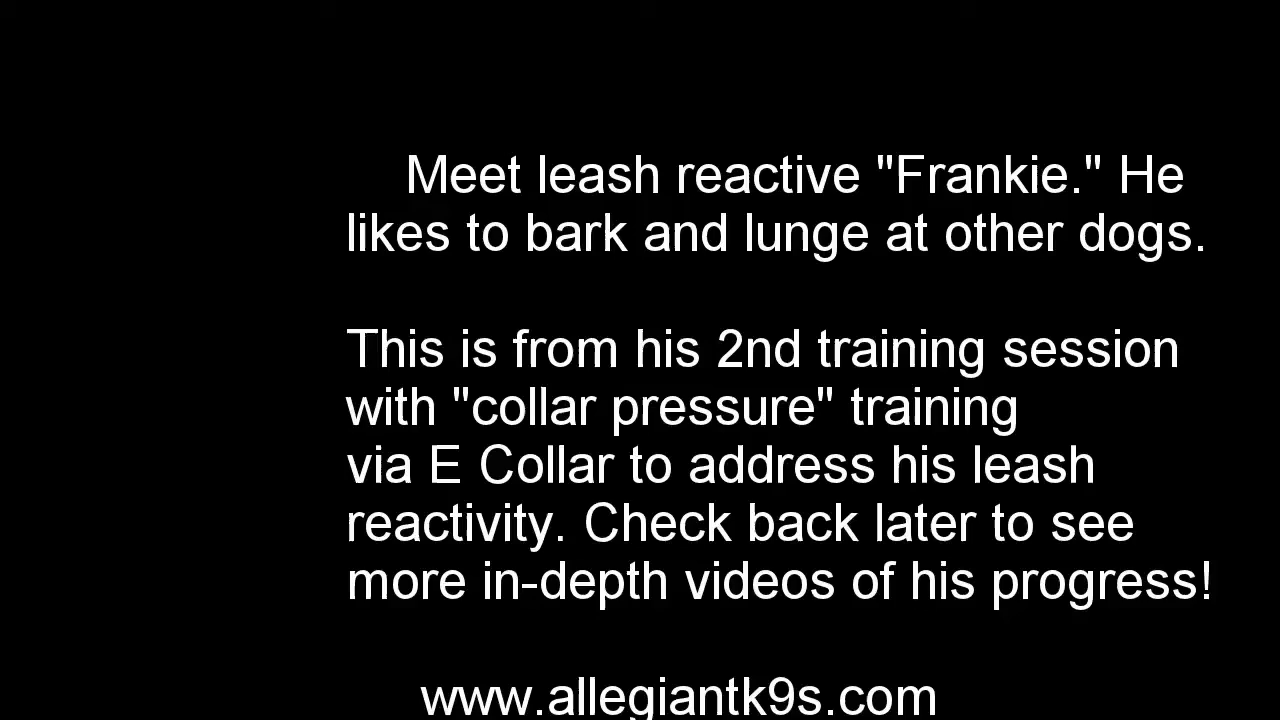 Meet leash reactive "Frankie." He
likes to bark and lunge at other dogs.
This is from his 2nd training session
with "collar pressure" training
via E Collar to address his leash
reactivity. Check back later to see
more in-depth videos of his progress!
www.allegiantk9s.com